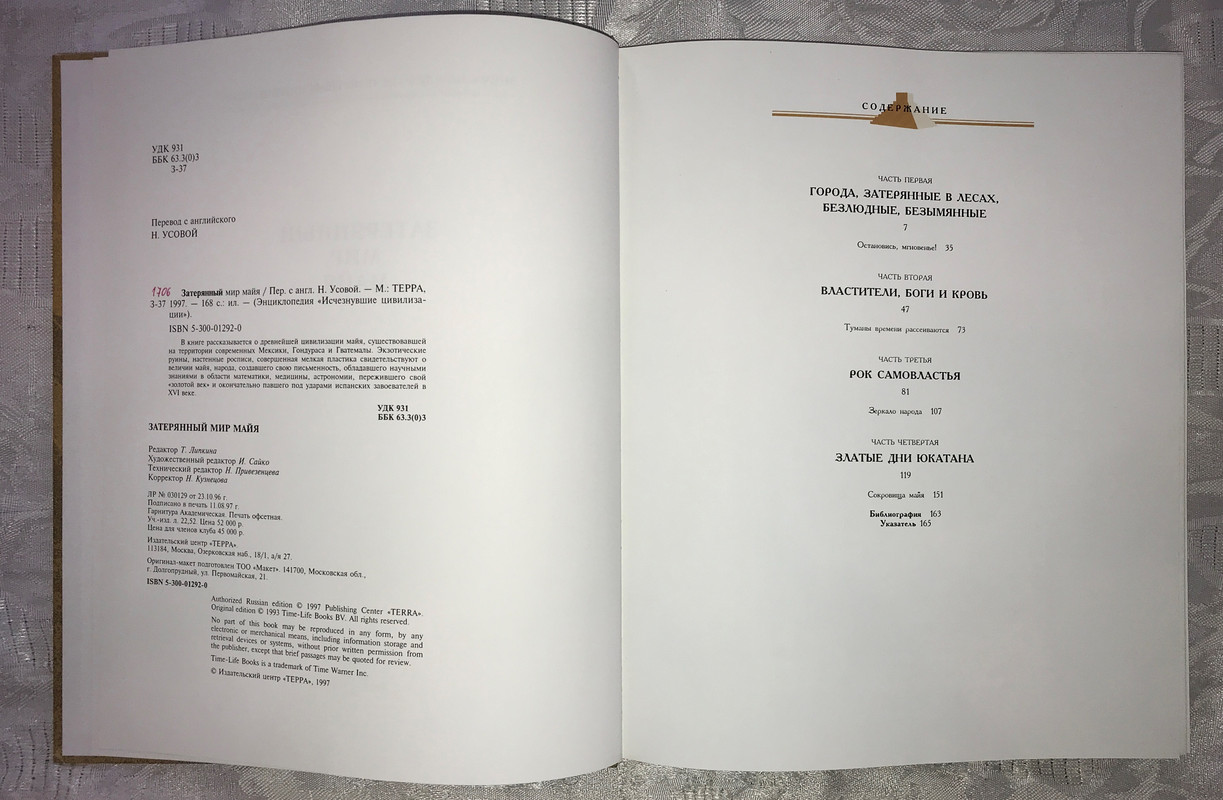 УДК 931
ББК 63.3(0)3
З-37
Перевод с английского
Н. УСОВОЙ
1706 Затерянный мир майя / Пер. с англ. Н. Усовой. — М.: ТЕРРА,
З-37 1997. — 168 с.: ил. — (Энциклопедия «Исчезнувшие цивилиза-
ции»).
ISBN 5-300-01292-0
В книге рассказывается о древнейшей цивилизации майя, существовавшей
на территории современных Мексики, Гондураса и Гватемалы. Экзотические
руины, настенные росписи, совершенная мелкая пластика свидетельствуют о
величии майя, народа, создавшего свою письменность, обладавшего научными
знаниями в области математики, медицины, астрономии, пережившего свой
«золотой век» и окончательно павшего под ударами испанских завоевателей в
XVI веке.
УДК 931
ББК 63.3(0)3
ЗАТЕРЯННЫЙ МИР МАЙЯ
Редактор Т. Липкина
Художественный редактор И. Сайко
Технический редактор Н. Привезенцева
Корректор Н. Кузнецова
ЛР № 030129 от 23.10.96 г.
Подписано в печать 11.08.97 г.
Гарнитура Академическая. Печать офсетная.
Уч.-изд. л. 22,52. Цена 52 000 р.
Цена для членов клуба 45 000 р.
Издательский центр «ТЕРРА».
113184, Москва, Озерковская наб., 18/1, а/я 27.
Оригинал-макет подготовлен ТОО «Макет». 141700, Московская обл.,
г. Долгопрудный, ул. Первомайская, 21.
ISBN 5-300-01292-0
Authorized Russian edition © 1997 Publishing Center «TERRA».
Original edition © 1993 Time-Life Books BV. All rights reserved.
No part of this book may be reproduced in any form, by any
electronic or merchanical means, including information storage and
retrieval devices or systems, without prior written permission from
the publisher, except that brief passages may be quoted for review.
Time-Life Books is a trademark of Time Warner Inc.
© Издательский центр «ТЕРРА», 1997
СОДЕРЖАНИЕ
ЧАСТЬ ПЕРВАЯ
ГОРОДА, ЗАТЕРЯННЫЕ В ЛЕСАХ,
БЕЗЛЮДНЫЕ, БЕЗЫМЯННЫЕ
7
Остановись, мгновенье! 35
ЧАСТЬ ВТОРАЯ
ВЛАСТИТЕЛИ, БОГИ И КРОВЬ
47
Туманы времени рассеиваются 73
ЧАСТЬ ТРЕТЬЯ
РОК САМОВЛАСТЬЯ
81
Зеркало народа 107
ЧАСТЬ ЧЕТВЕРТАЯ
ЗЛАТЫЕ ДНИ ЮКАТАНА
119
Сокровища майя 151
Библиография 163
Указатель 165